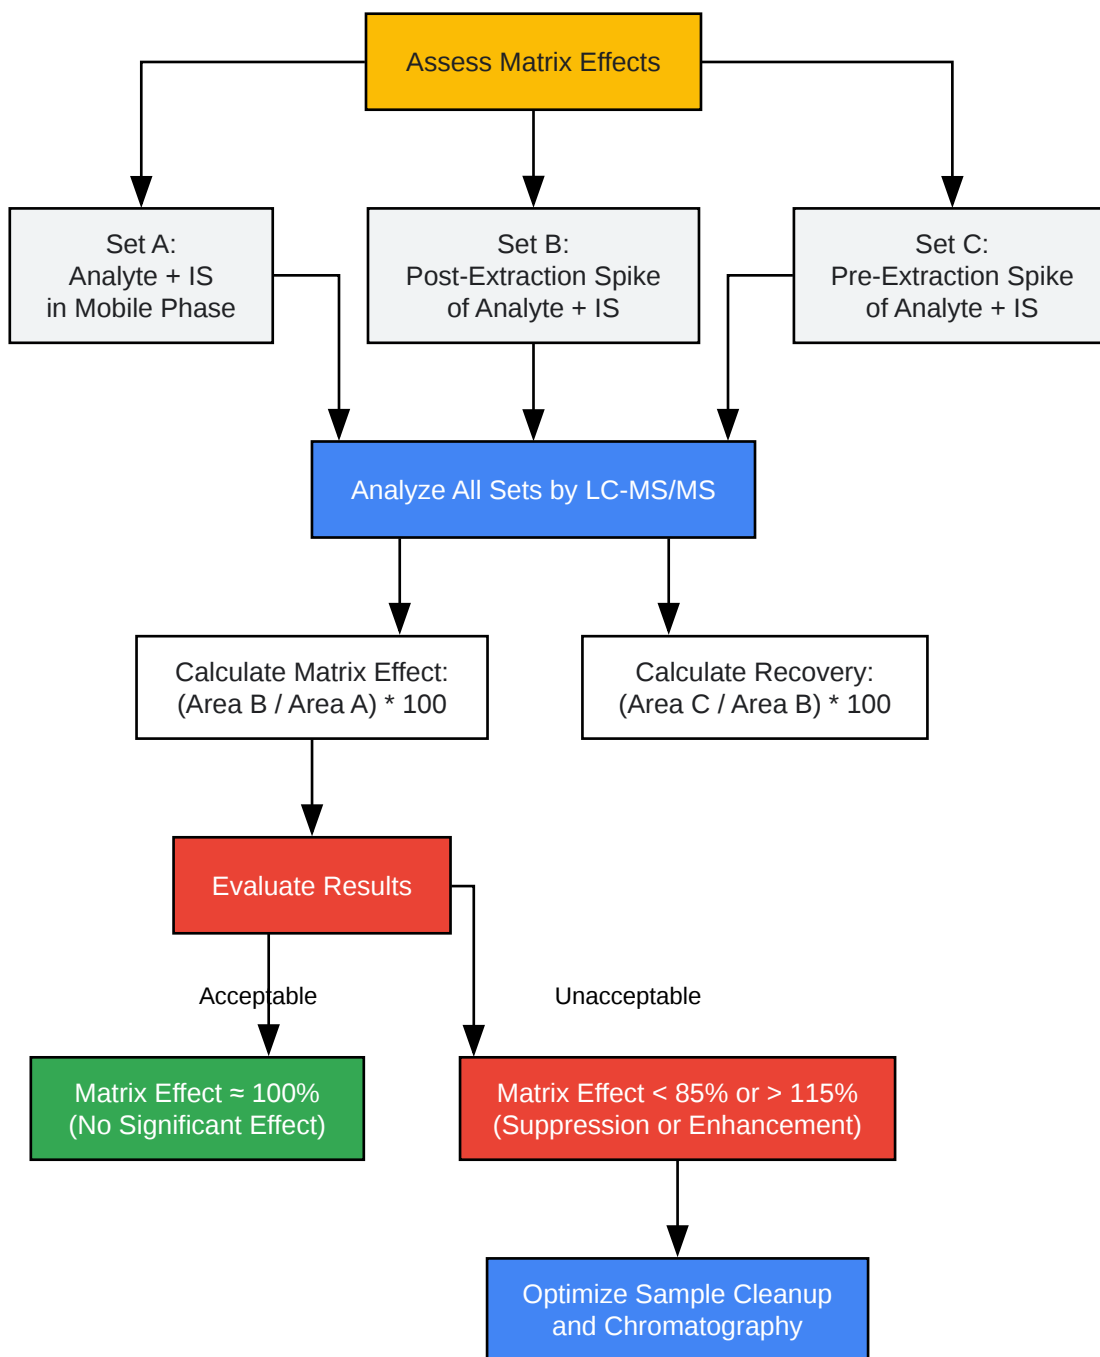 Assess Matrix Effects
Set A:
Analyte + IS
in Mobile Phase
Set B:
Post-Extraction Spike
of Analyte + IS
Set C:
Pre-Extraction Spike
of Analyte + IS
Analyze All Sets by LC-MS/MS
Calculate Matrix Effect:
(Area B / Area A) * 100
Calculate Recovery:
(Area C / Area B) * 100
Evaluate Results
Acceptable
Unacceptable
Matrix Effect ≈ 100%
(No Significant Effect)
Matrix Effect < 85% or > 115%
(Suppression or Enhancement)
Optimize Sample Cleanup
and Chromatography